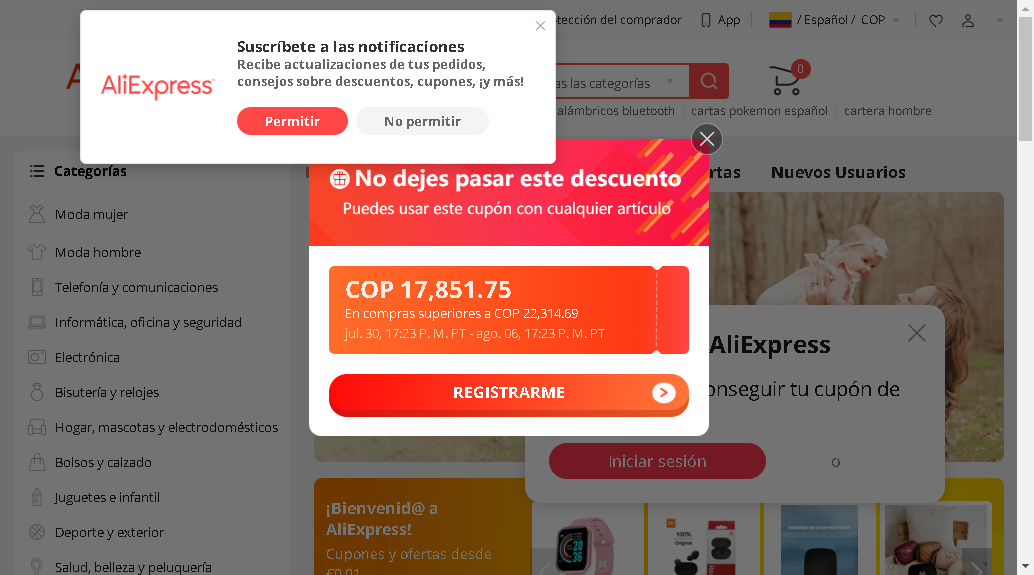 Protección del comprador
App
/ Español / COP
AliExpress
Suscríbete a las notificaciones
Recibe actualizaciones de tus pedidos,
consejos sobre descuentos, cupones, ¡y más!
Permitir
No permitir
las categorías
0
alámbricos bluetooth
cartas pokemon español
cartera hombre
Categorías
Nuevos Usuarios
Moda mujer
Moda hombre
Telefonía y comunicaciones
Informática, oficina y seguridad
Electrónica
Bisutería y relojes
Hogar, mascotas y electrodomésticos
Bolsos y calzado
Juguetes e infantil
Deporte y exterior
Salud, belleza y peluquería
No dejes pasar este descuento
Puedes usar este cupón con cualquier artículo
COP 17,851.75
En compras superiores a COP 22,314.69
jul. 30, 17:23 P. M. PT - ago. 06, 17:23 P. M. PT
REGISTRARME
AliExpress
conseguir tu cupón de
Iniciar sesión
o
¡Bienvenid@ a
AliExpress!
Cupones y ofertas desde
€0,01